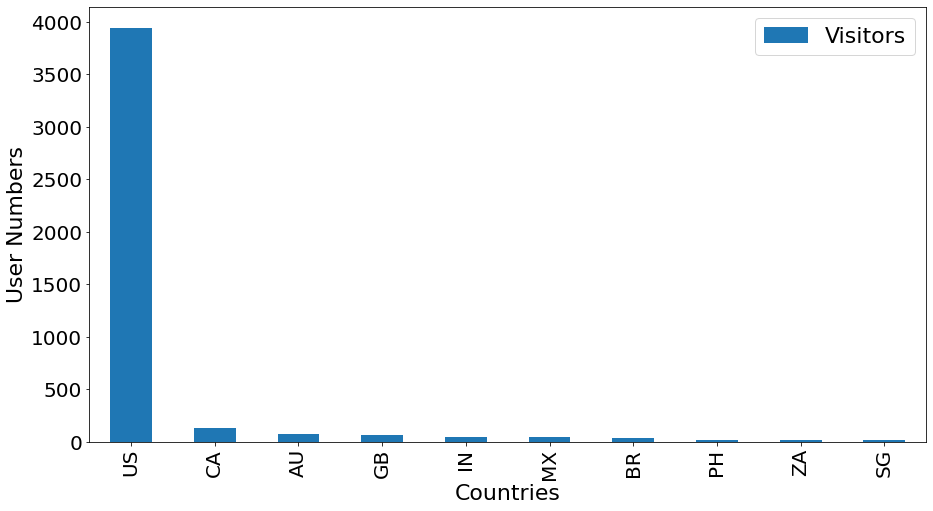 4000
3500
3000
2500
2000
1500
1000
500
0
User Numbers
Visitors
US CA AU GB IN MX BR PH ZA SG
Countries